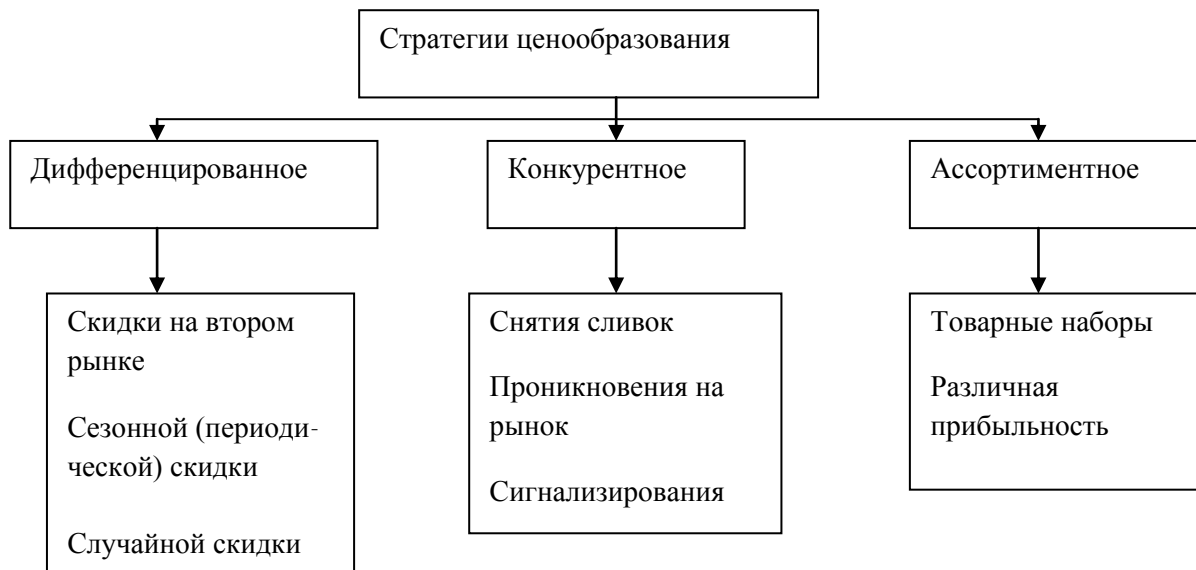 Стратегии ценообразования
Дифференцированное
Конкурентное
Ассортиментное
Скидки на втором
рынке
Сезонной (периоди-
ческой) скидки
Случайной скидки
Снятия сливок
Проникновения на
рынок
Сигнализирования
Товарные наборы
Различная
прибыльность